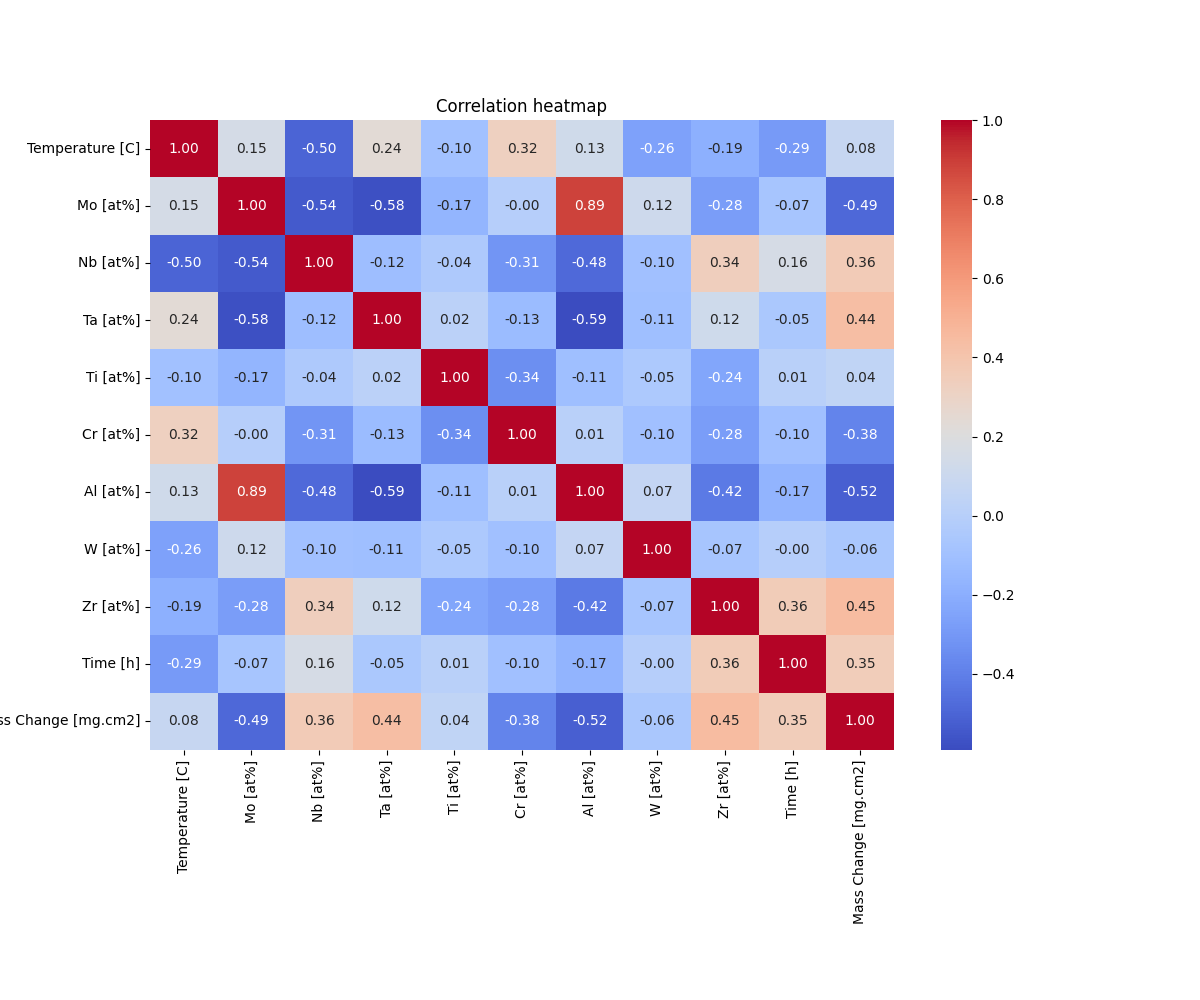 Correlation heatmap
Temperature [C] 1.00 0.15 -0.50 0.24 -0.10 0.32 0.13 -0.26 -0.19 -0.29 0.08
Mo [at%] 0.15 1.00 -0.54 -0.58 -0.17 -0.00 0.89 0.12 -0.28 -0.07 -0.49
Nb [at%] -0.50 -0.54 1.00 -0.12 -0.04 -0.31 -0.48 -0.10 0.34 0.16 0.36
Ta [at%] 0.24 -0.58 -0.12 1.00 0.02 -0.13 -0.59 -0.11 0.12 -0.05 0.44
Ti [at%] -0.10 -0.17 -0.04 0.02 1.00 -0.34 -0.11 -0.05 -0.24 0.01 0.04
Cr [at%] 0.32 -0.00 -0.31 -0.13 -0.34 1.00 0.01 -0.10 -0.28 -0.10 -0.38
Al [at%] 0.13 0.89 -0.48 -0.59 -0.11 0.01 1.00 0.07 -0.42 -0.17 -0.52
W [at%] -0.26 0.12 -0.10 -0.11 -0.05 -0.10 0.07 1.00 -0.07 -0.00 -0.06
Zr [at%] -0.19 -0.28 0.34 0.12 -0.24 -0.28 -0.42 -0.07 1.00 0.36 0.45
Time [h] -0.29 -0.07 0.16 -0.05 0.01 -0.10 -0.17 -0.00 0.36 1.00 0.35
ss Change [mg.cm2] 0.08 -0.49 0.36 0.44 0.04 -0.38 -0.52 -0.06 0.45 0.35 1.00
Temperature [C]
Mo [at%]
Nb [at%]
Ta [at%]
Ti [at%]
Cr [at%]
Al [at%]
W [at%]
Zr [at%]
Time [h]
Mass Change [mg.cm2]
1.0
0.8
0.6
0.4
0.2
0.0
−0.2
−0.4